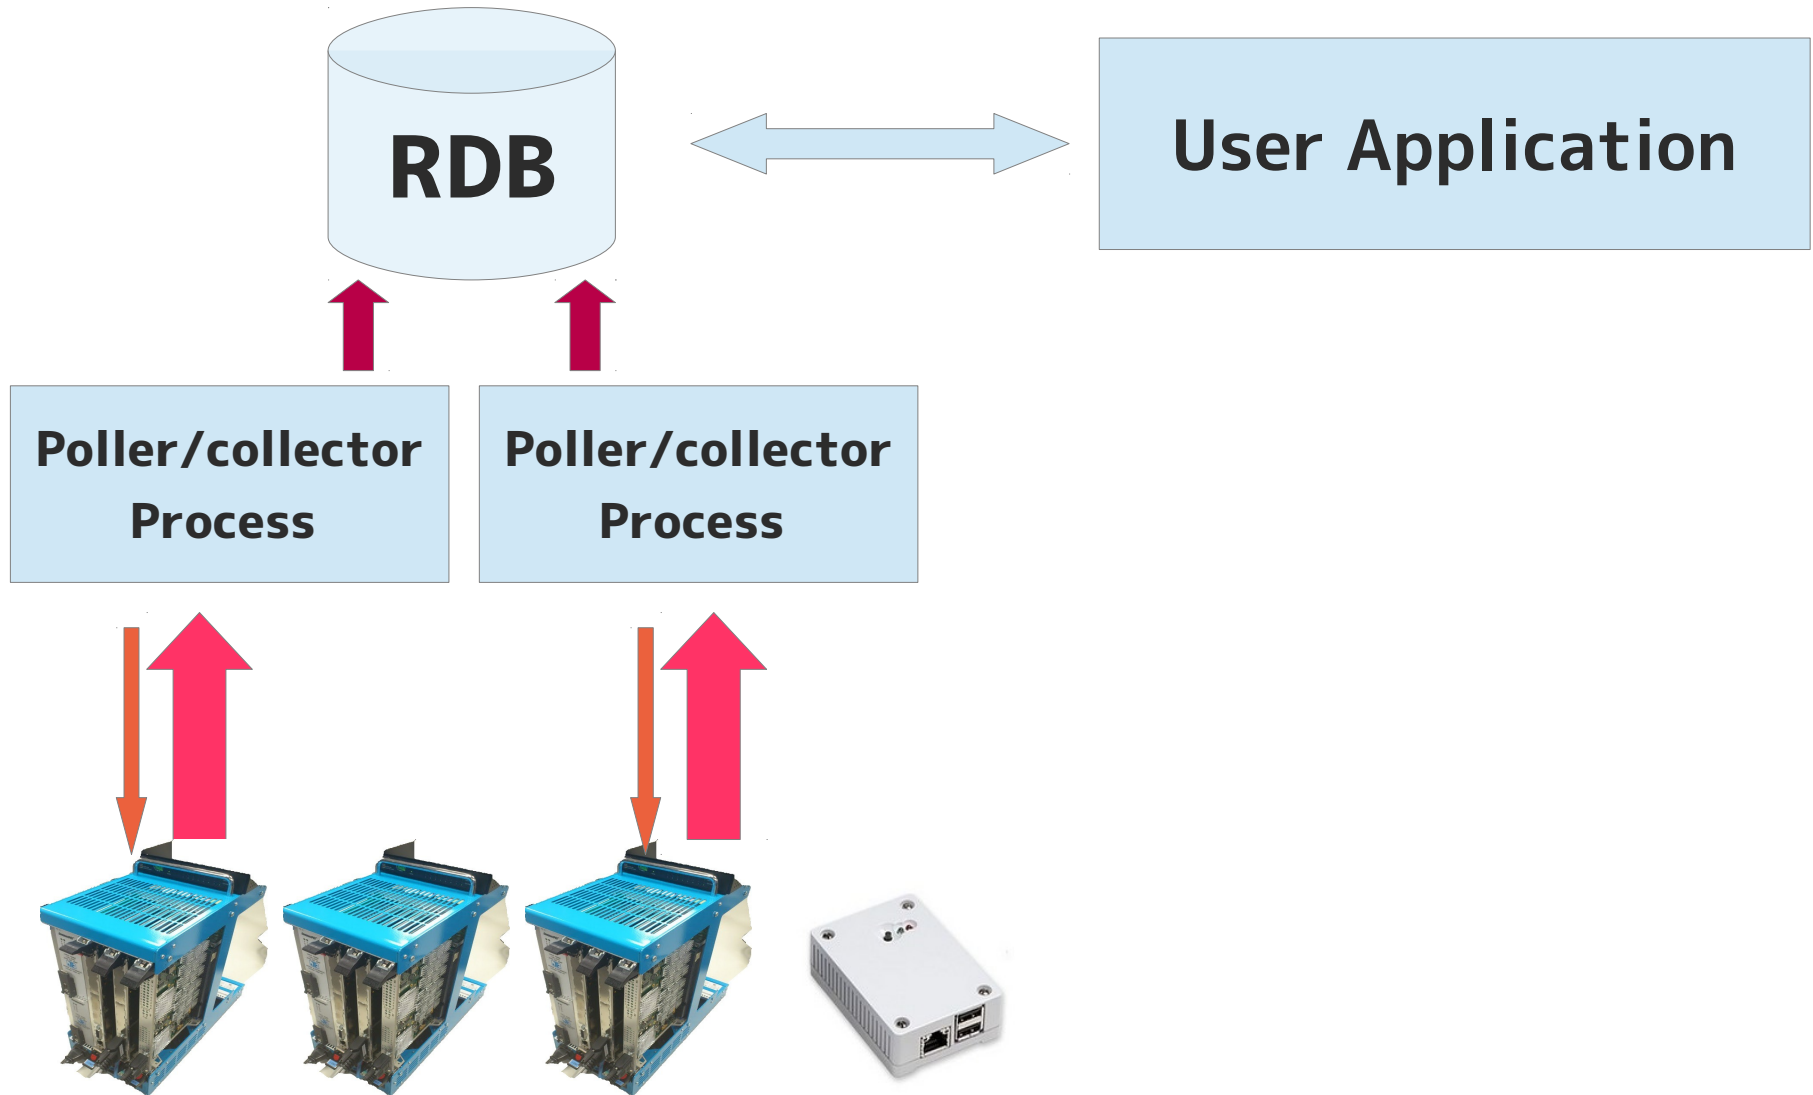 RDB
User Application
Poller/collector
Process
Poller/collector
Process